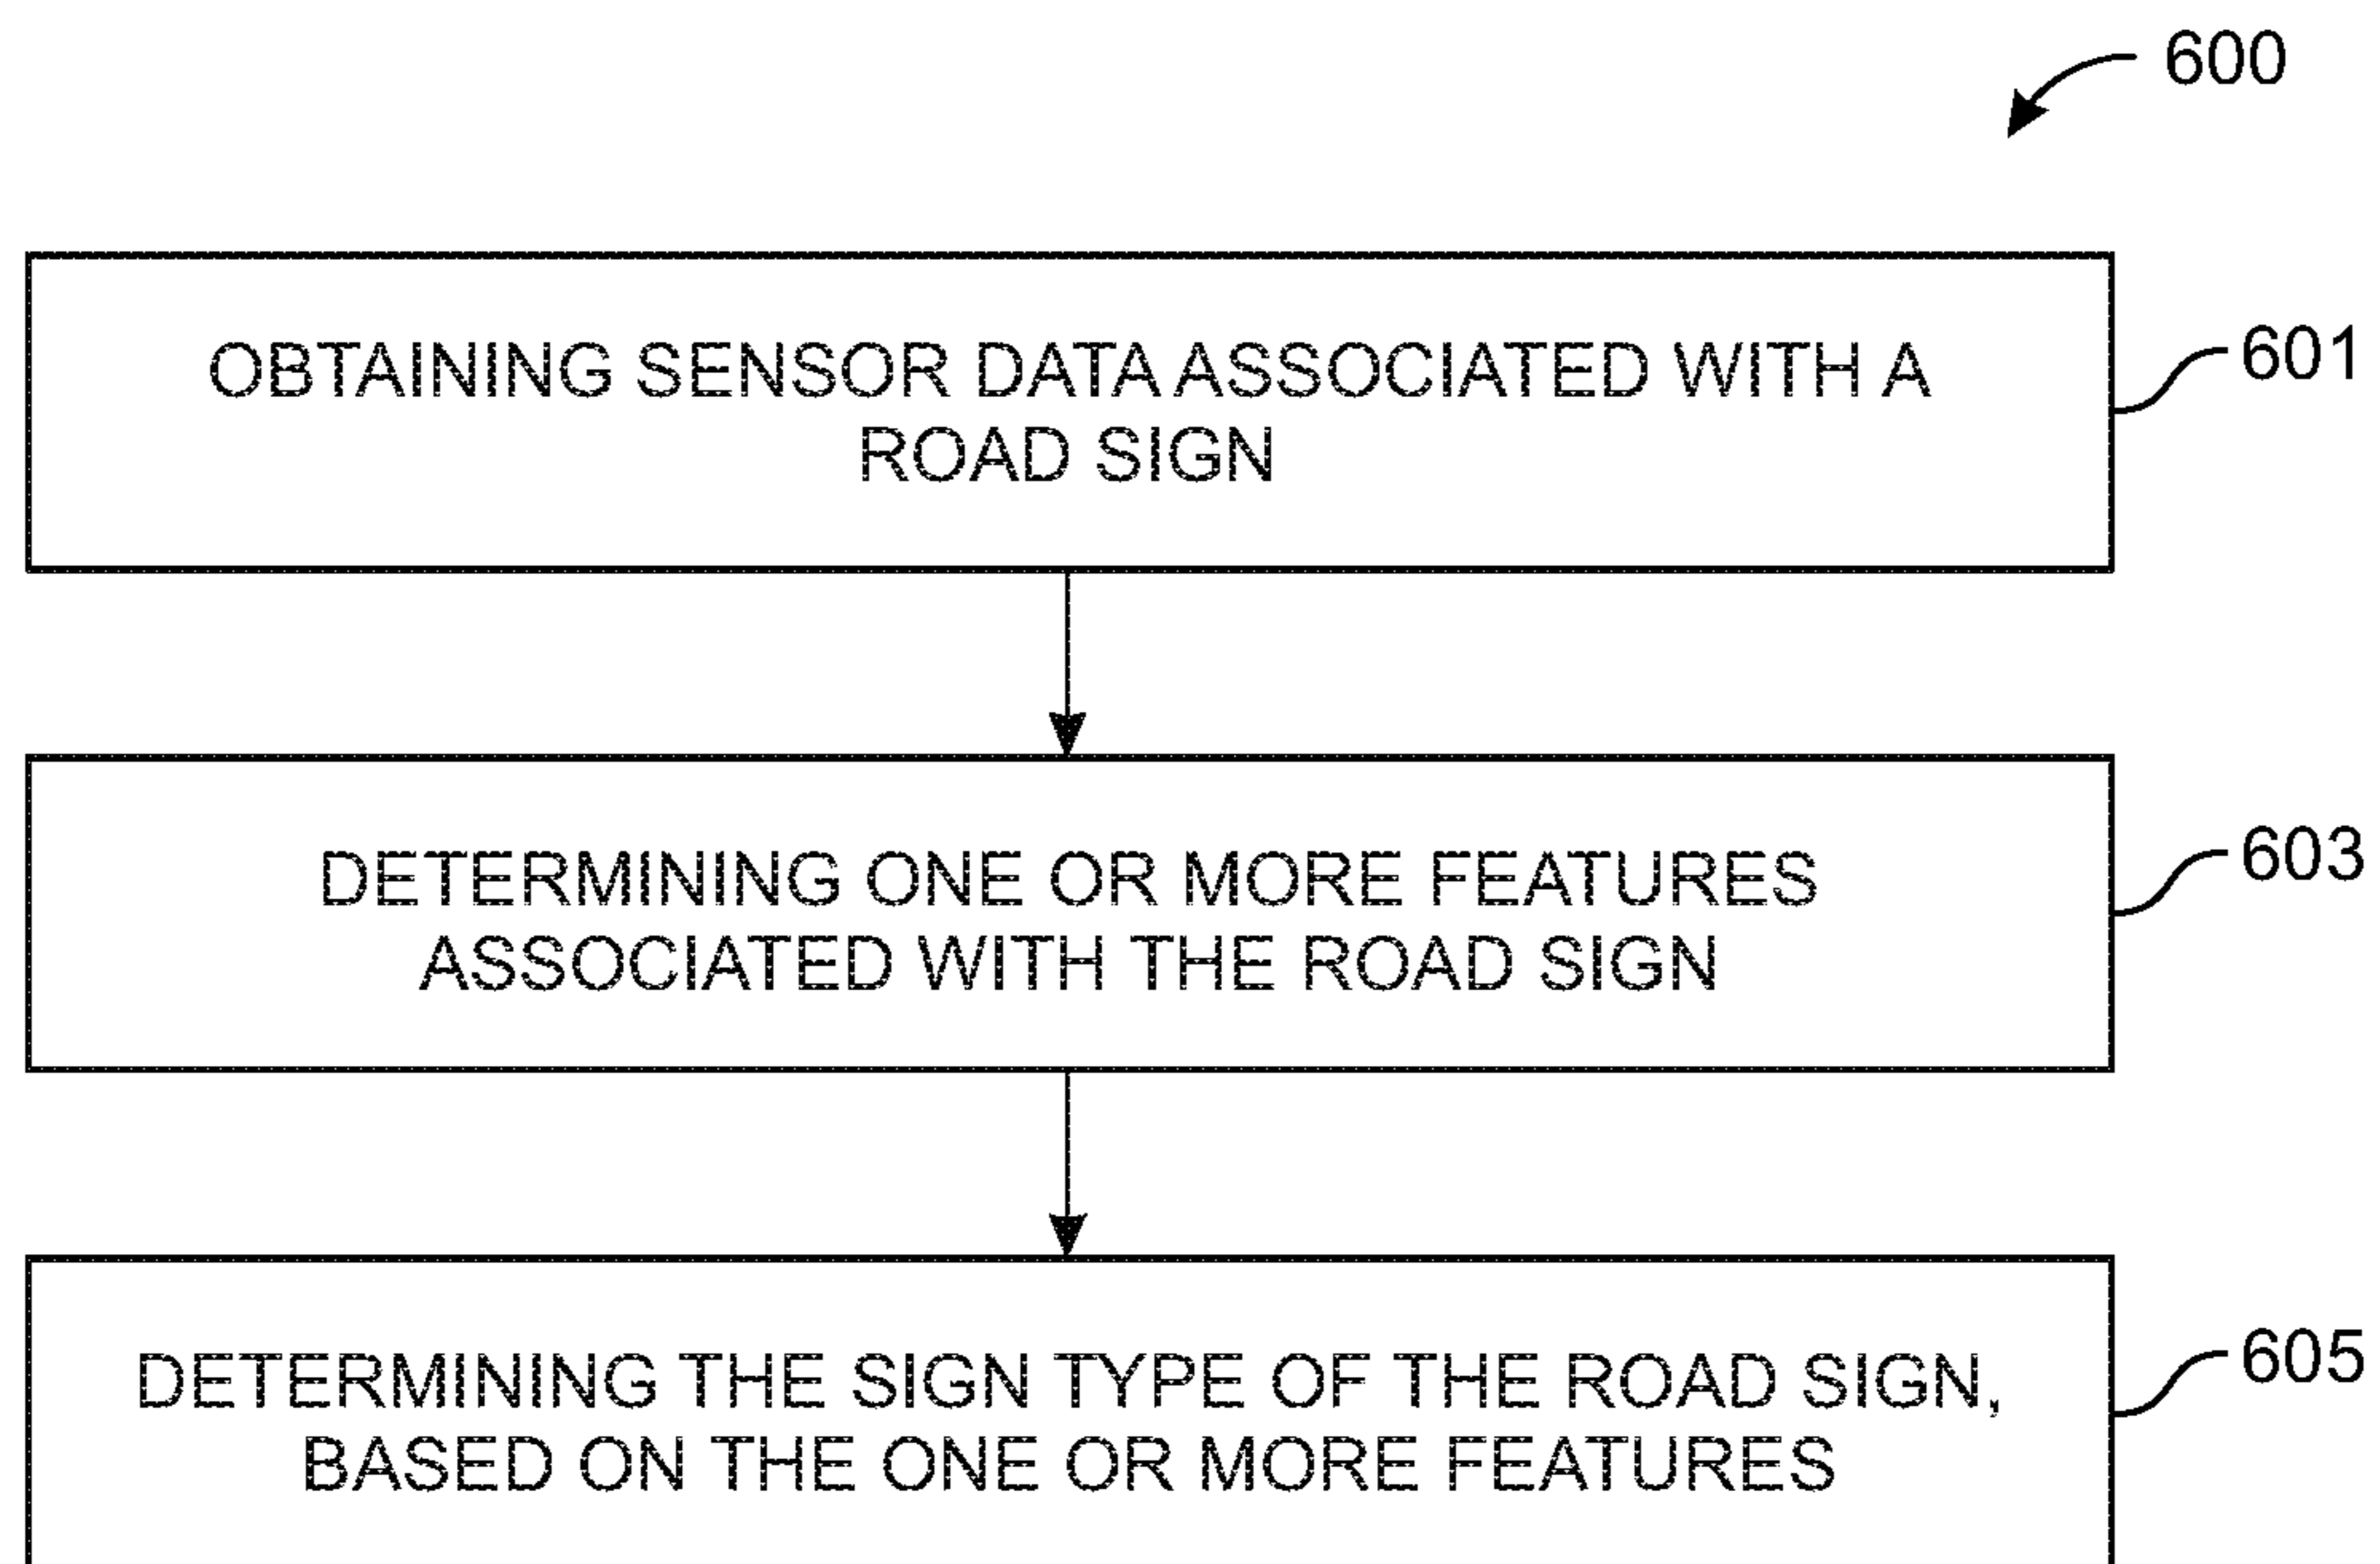 600
OBTAINING SENSOR DATA ASSOCIATED WITH A
ROAD SIGN
601
DETERMINING ONE OR MORE FEATURES
ASSOCIATED WITH THE ROAD SIGN
603
DETERMINING THE SIGN TYPE OF THE ROAD SIGN,
BASED ON THE ONE OR MORE FEATURES
605